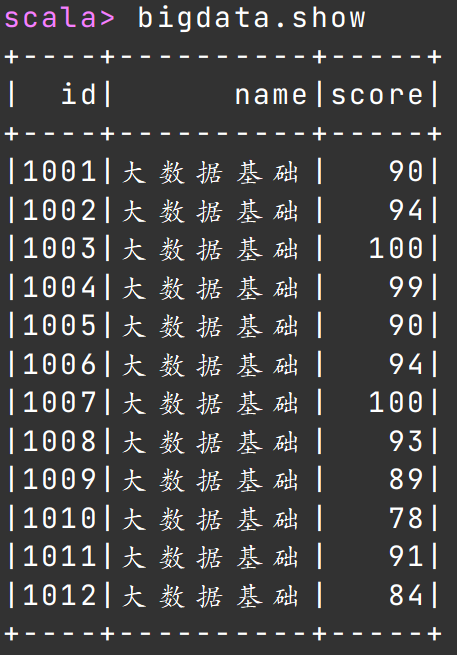 scala> bigdata.show
+----+----------+-----+
|  id|      name|score|
+----+----------+-----+
|1001|大数据基础|   90|
|1002|大数据基础|   94|
|1003|大数据基础|  100|
|1004|大数据基础|   99|
|1005|大数据基础|   90|
|1006|大数据基础|   94|
|1007|大数据基础|  100|
|1008|大数据基础|   93|
|1009|大数据基础|   89|
|1010|大数据基础|   78|
|1011|大数据基础|   91|
|1012|大数据基础|   84|
+----+----------+-----+